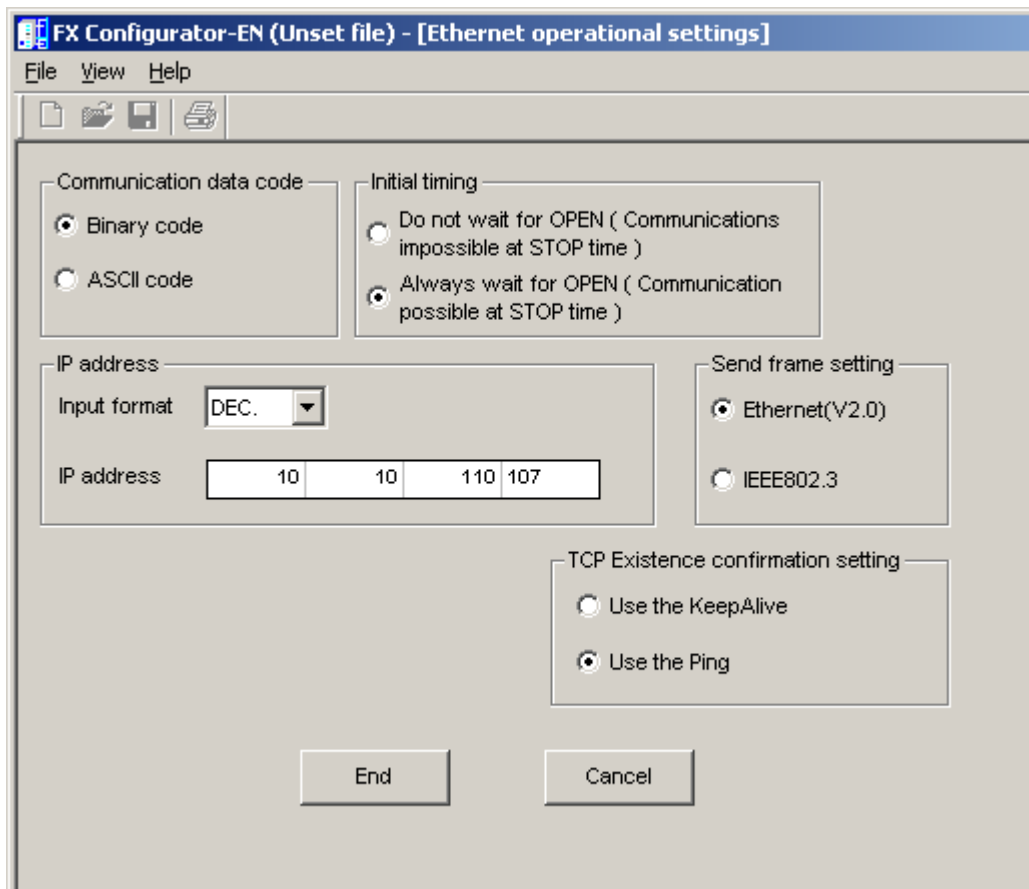 FX Configurator-EN (Unset file) - [Ethernet operational settings]
File View Help
Communication data code
Binary code
ASCII code
Initial timing
Do not wait for OPEN ( Communications
impossible at STOP time )
Always wait for OPEN ( Communication
possible at STOP time )
IP address
Input format DEC.
IP address 10 10 110 107
Send frame setting
Ethernet(V2.0)
IEEE802.3
TCP Existence confirmation setting
Use the KeepAlive
Use the Ping
End Cancel